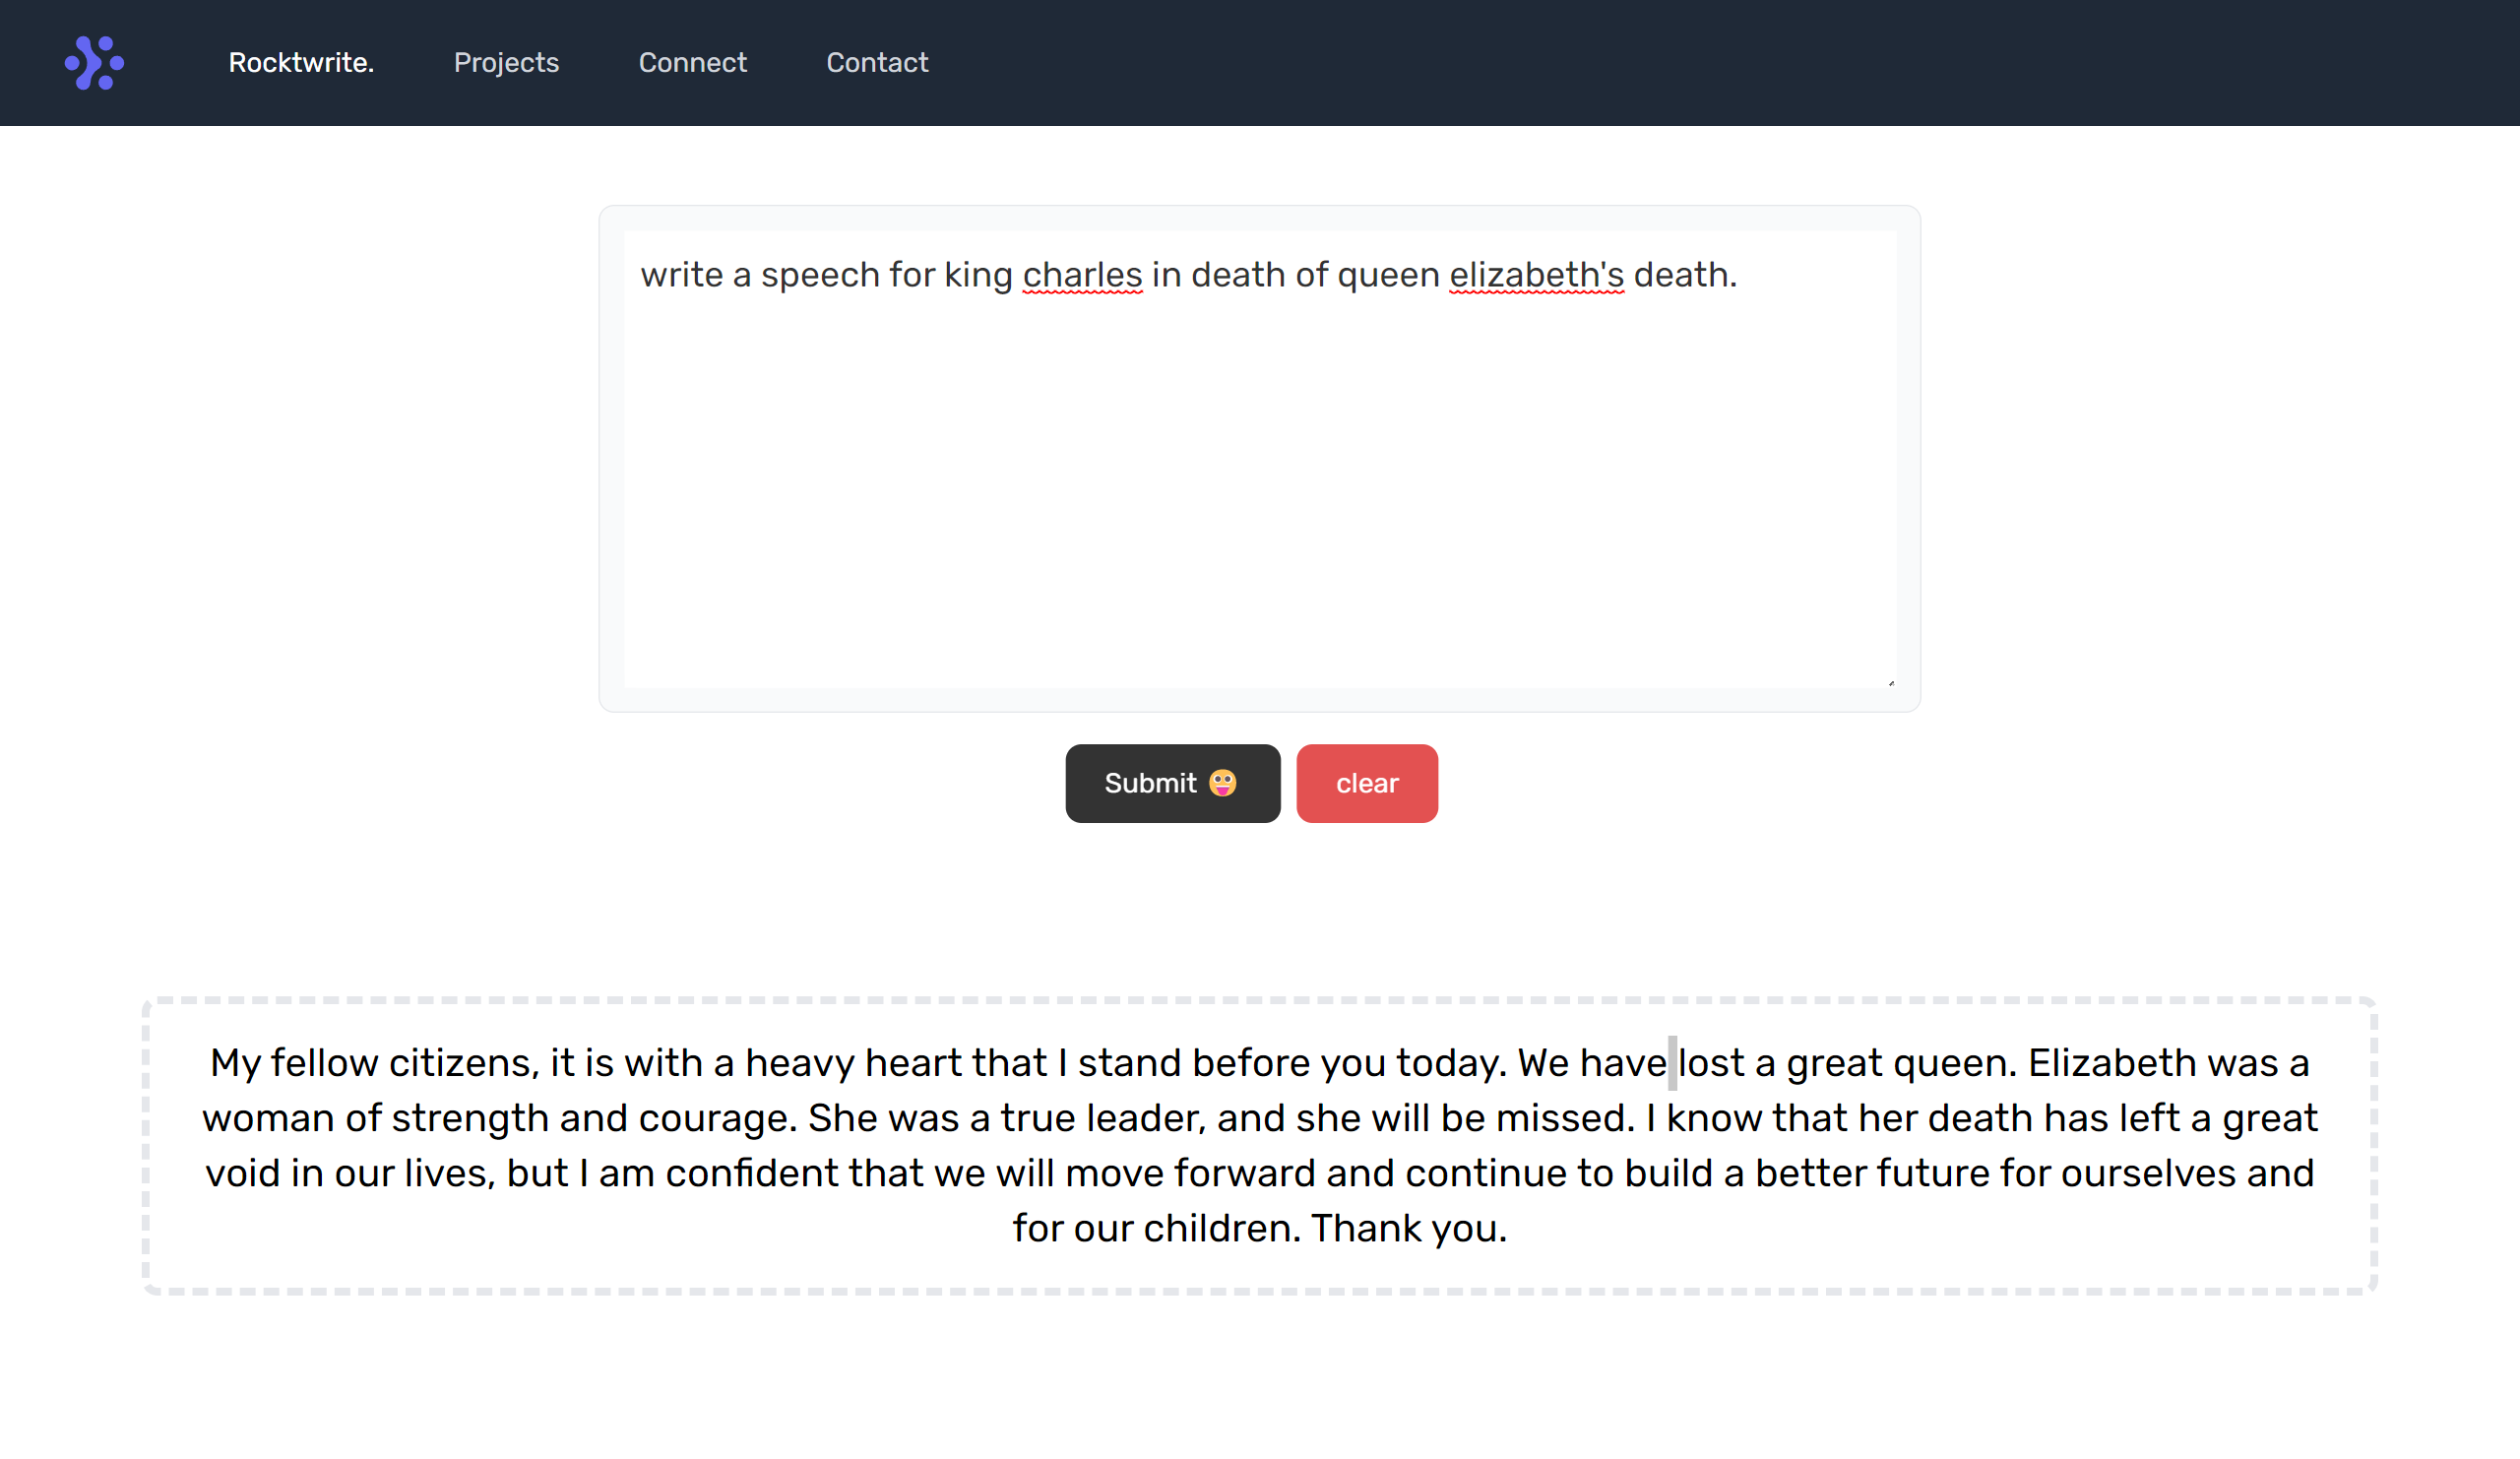 Rocktwrite. Projects Connect Contact
write a speech for king charles in death of queen elizabeth's death.
Submit 😛 clear
My fellow citizens, it is with a heavy heart that I stand before you today. We have lost a great queen. Elizabeth was a
woman of strength and courage. She was a true leader, and she will be missed. I know that her death has left a great
void in our lives, but I am confident that we will move forward and continue to build a better future for ourselves and
for our children. Thank you.